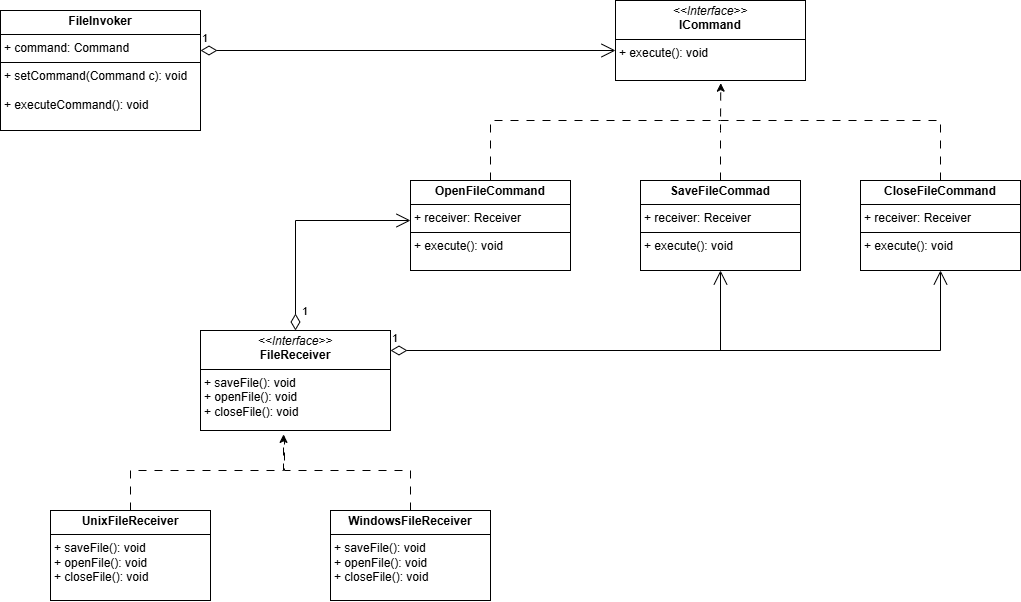 FileInvoker
+ command: Command
+ setCommand(Command c): void
+ executeCommand(): void
1
<<Interface>>
ICommand
+ execute(): void
OpenFileCommand
+ receiver: Receiver
+ execute(): void
SaveFileCommad
+ receiver: Receiver
+ execute(): void
CloseFileCommand
+ receiver: Receiver
+ execute(): void
1
<<Interface>>
FileReceiver
+ saveFile(): void
+ openFile(): void
+ closeFile(): void
1
UnixFileReceiver
+ saveFile(): void
+ openFile(): void
+ closeFile(): void
WindowsFileReceiver
+ saveFile(): void
+ openFile(): void
+ closeFile(): void